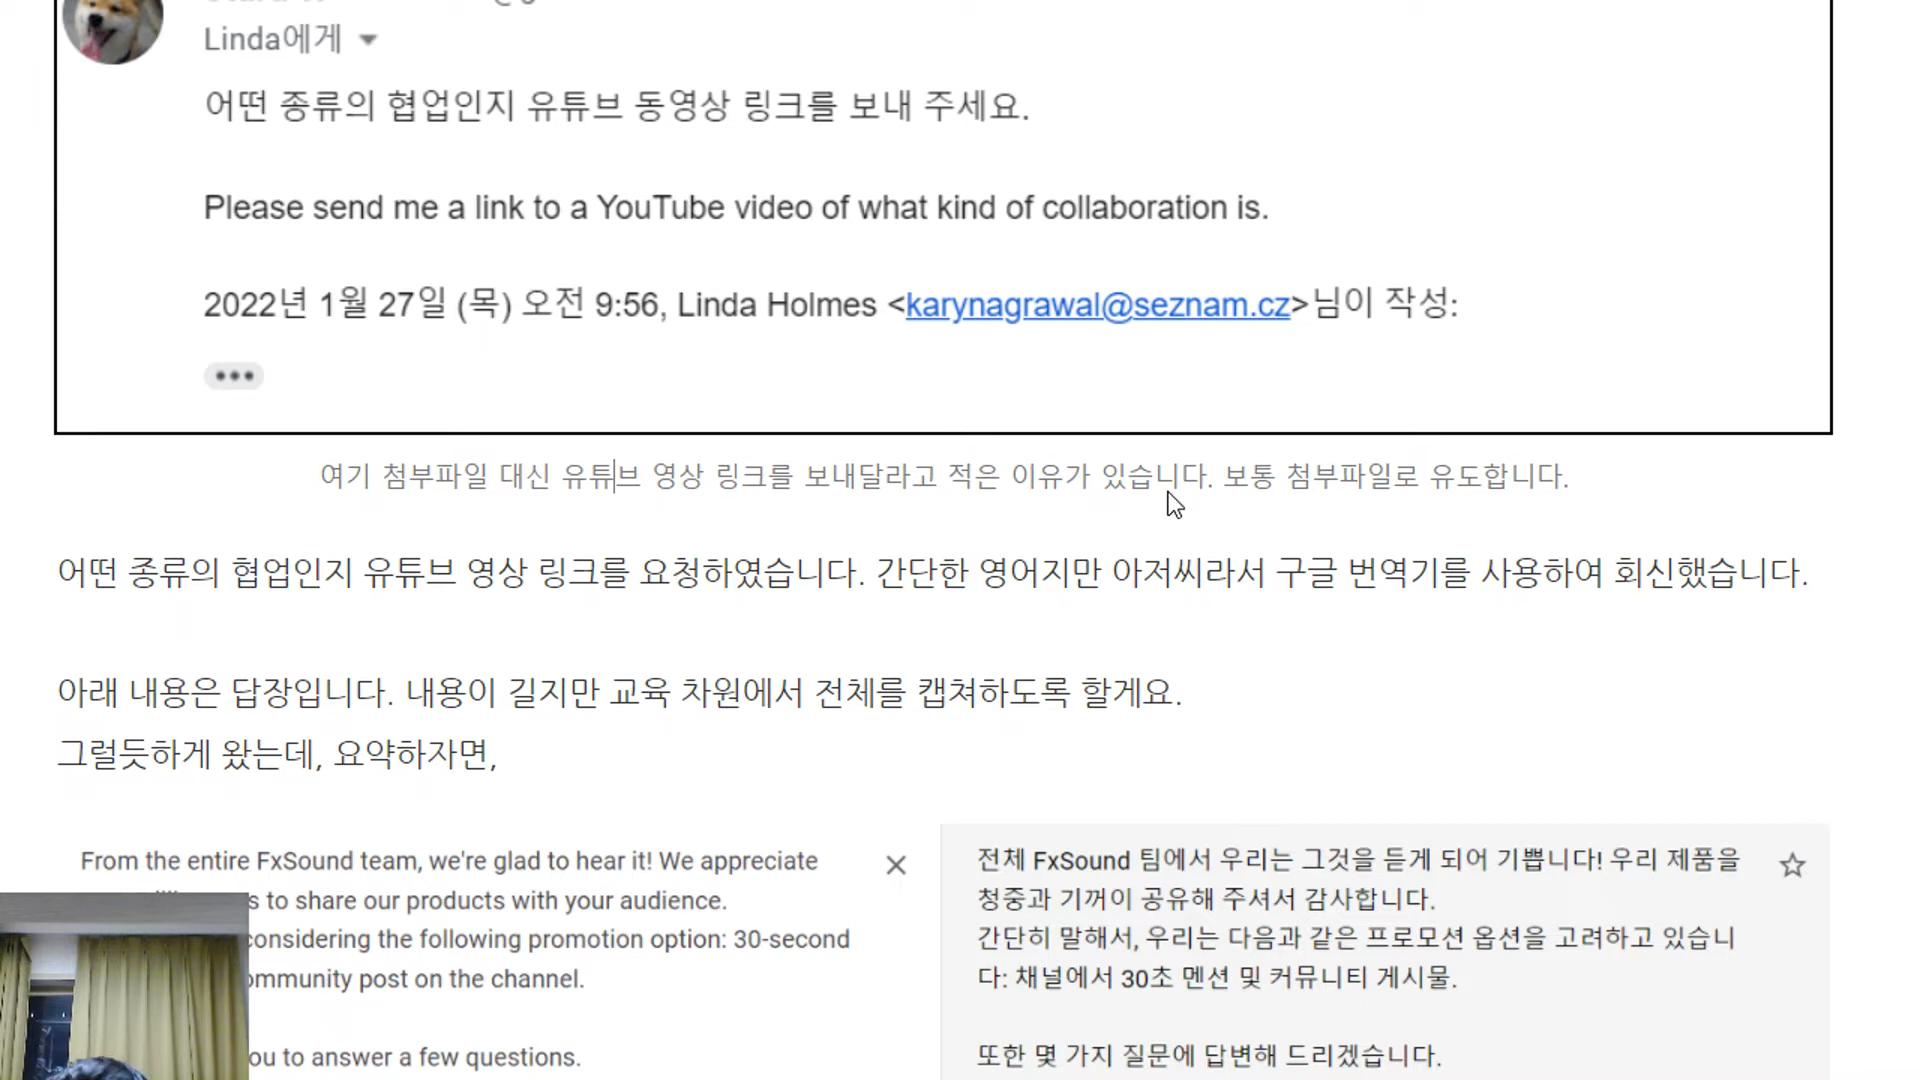 Linda에게
어떤 종류의 협업인지 유튜브 동영상 링크를 보내 주세요.
Please send me a link to a YouTube video of what kind of collaboration is.
2022년 1월 27일 (목) 오전 9:56, Linda Holmes <karynagrawal@seznam.cz>님이 작성:
여기 첨부파일 대신 유튜브 영상 링크를 보내달라고 적은 이유가 있습니다. 보통 첨부파일로 유도합니다.
어떤 종류의 협업인지 유튜브 영상 링크를 요청하였습니다. 간단한 영어지만 아저씨라서 구글 번역기를 사용하여 회신했습니다.
아래 내용은 답장입니다. 내용이 길지만 교육 차원에서 전체를 캡쳐하도록 할게요.
그럴듯하게 왔는데, 요약하자면,
From the entire FxSound team, we're glad to hear it! We appreciate
s to share our products with your audience.
considering the following promotion option: 30-second
ommunity post on the channel.
ou to answer a few questions.
전체 FxSound 팀에서 우리는 그것을 듣게 되어 기쁩니다! 우리 제품을
청중과 기꺼이 공유해 주셔서 감사합니다.
간단히 말해서, 우리는 다음과 같은 프로모션 옵션을 고려하고 있습니
다: 채널에서 30초 멘션 및 커뮤니티 게시물.
또한 몇 가지 질문에 답변해 드리겠습니다.